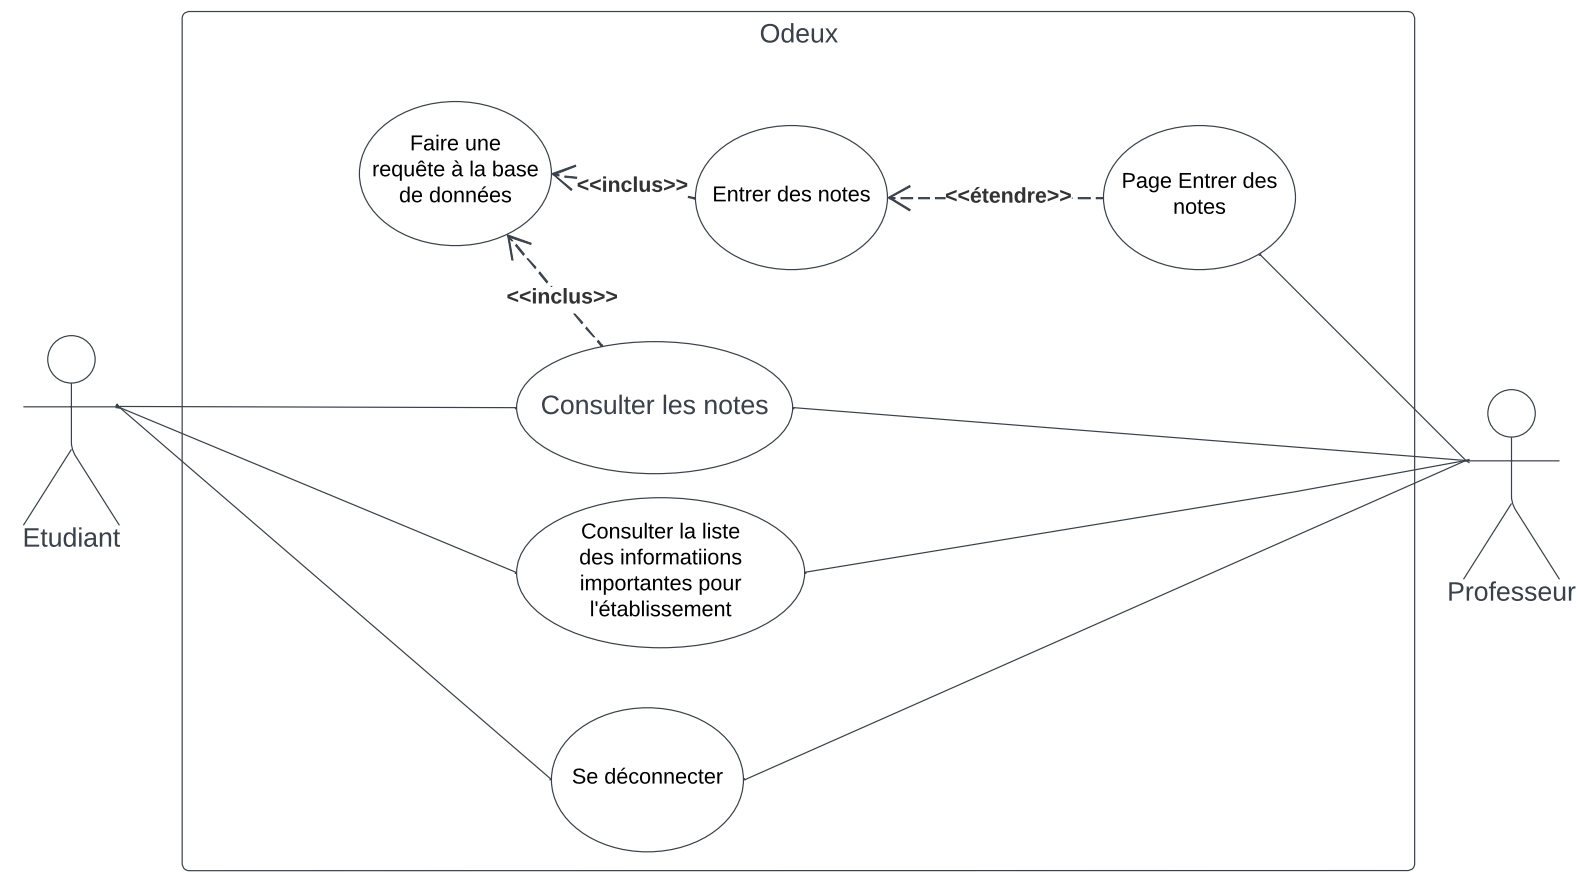 Odeux
Faire une
requête à la base
de données
<<inclus>>
Entrer des notes
<<étendre>>
Page Entrer des
notes
<<inclus>>
Consulter les notes
Etudiant
Consulter la liste
des informatiions
importantes pour
l'établissement
Professeur
Se déconnecter